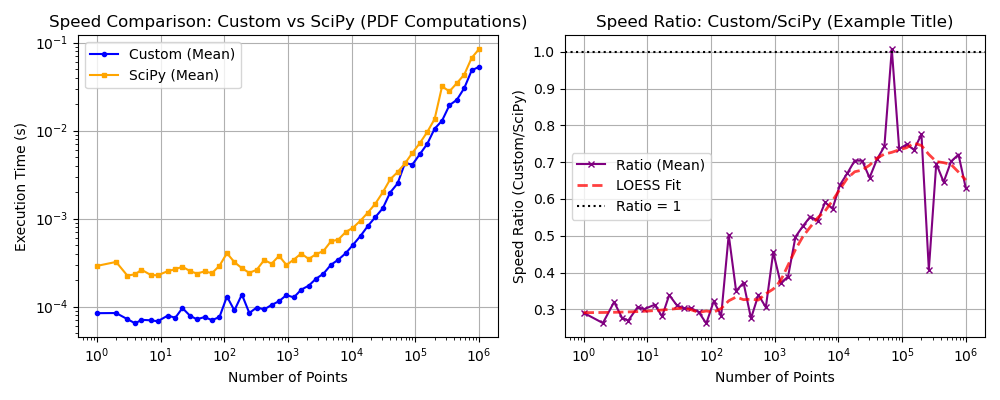 Speed Comparison: Custom vs SciPy (PDF Computations)
Custom (Mean)
SciPy (Mean)
Execution Time (s)
10⁻¹
10⁻²
10⁻³
10⁻⁴
10⁰ 10¹ 10² 10³ 10⁴ 10⁵ 10⁶
Number of Points
Speed Ratio: Custom/SciPy (Example Title)
Ratio (Mean)
LOESS Fit
Ratio = 1
Speed Ratio (Custom/SciPy)
1.0
0.9
0.8
0.7
0.6
0.5
0.4
0.3
10⁰ 10¹ 10² 10³ 10⁴ 10⁵ 10⁶
Number of Points